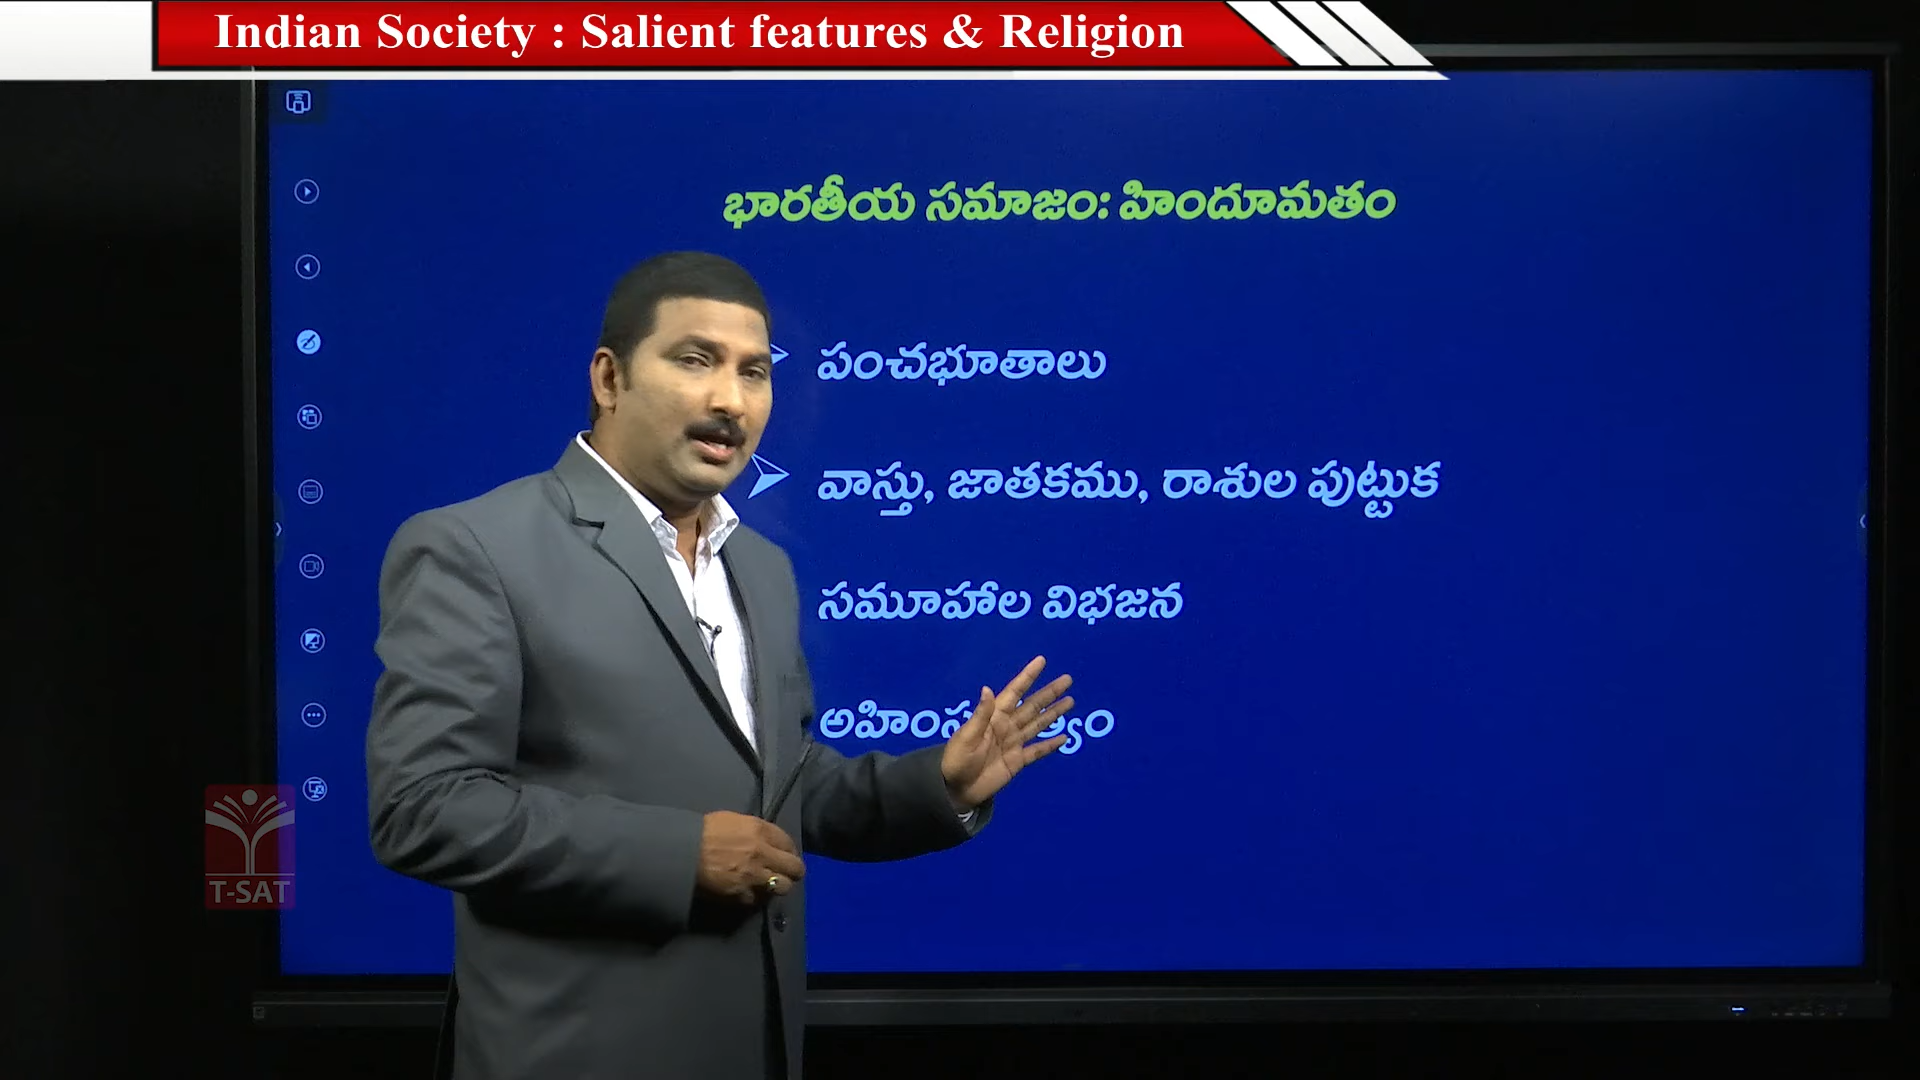 Indian Society : Salient features & Religion
భారతీయ సమాజం: హిందూమతం
పంచభూతాలు
వాస్తు, జాతకము, రాశుల పుట్టుక
సమూహాల విభజన
T-SAT